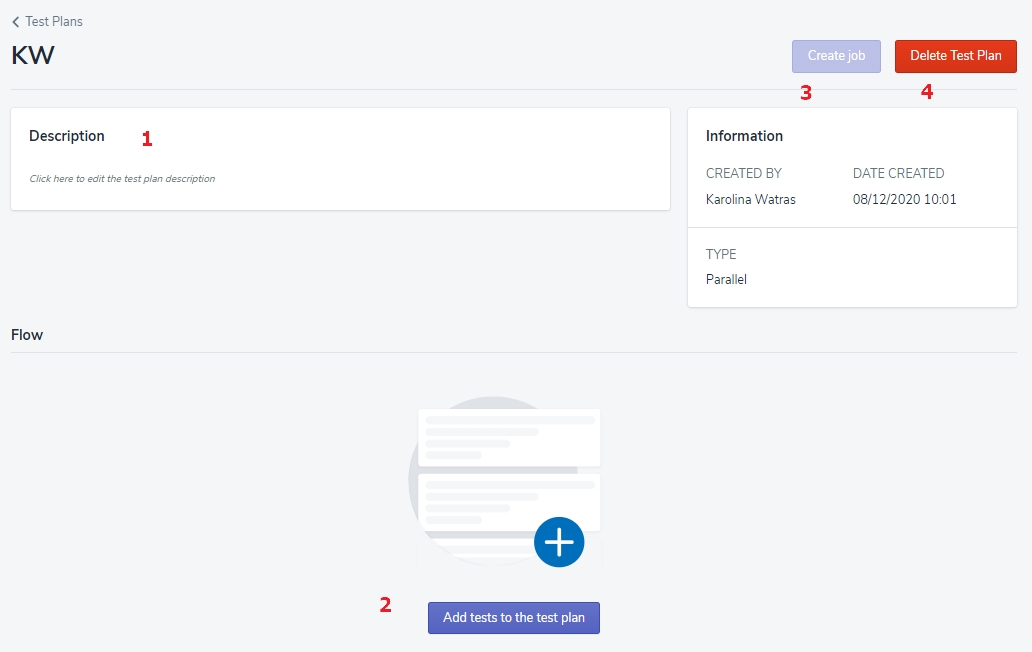 Test Plans
KW
Create job
Delete Test Plan
3
4
Description
1
Click here to edit the test plan description
Information
CREATED BY
DATE CREATED
Karolina Watras
08/12/2020 10:01
TYPE
Parallel
Flow
2
Add tests to the test plan